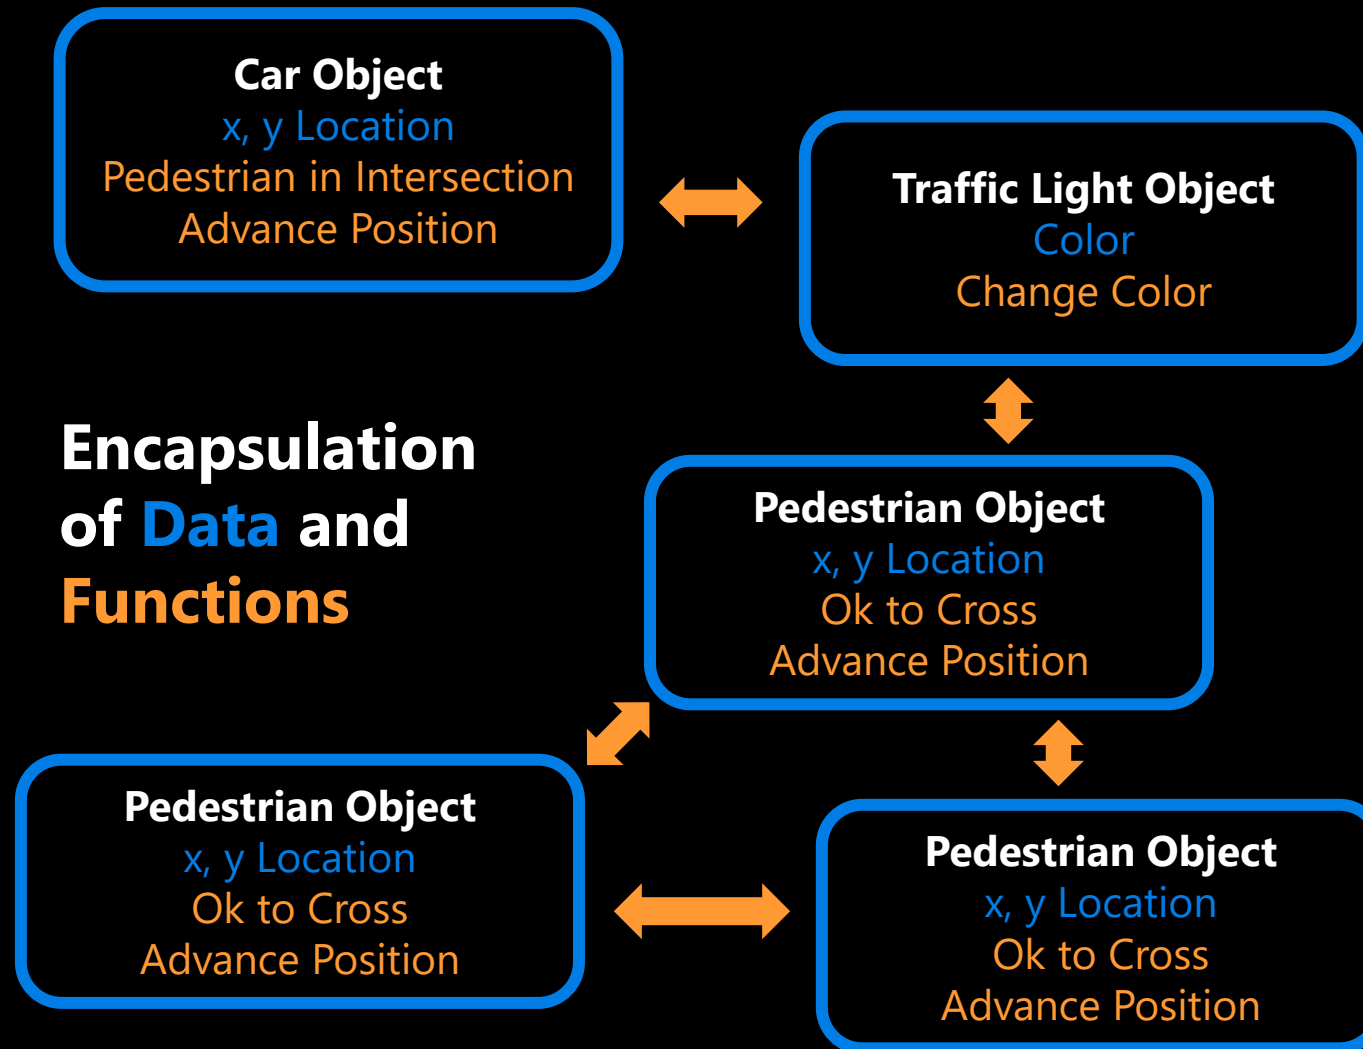 Car Object
x, y Location
Pedestrian in Intersection
Advance Position
Traffic Light Object
Color
Change Color
Encapsulation
of Data and
Functions
Pedestrian Object
x, y Location
Ok to Cross
Advance Position
Pedestrian Object
x, y Location
Ok to Cross
Advance Position
Pedestrian Object
x, y Location
Ok to Cross
Advance Position